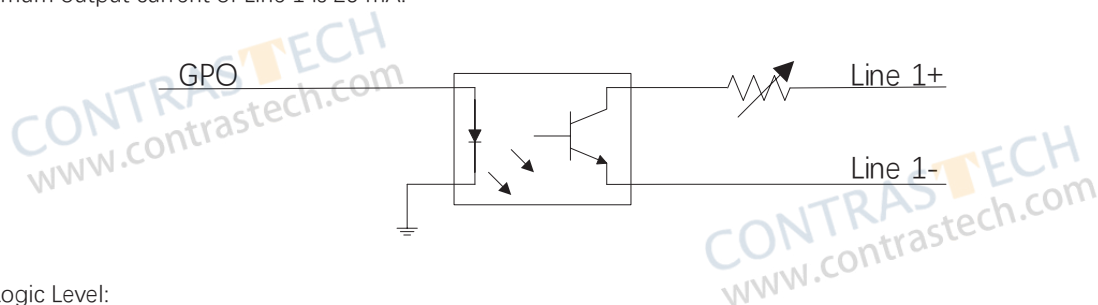 mum output current of Line 1 is 25 mA.
CONTRASTECH
www.contrastech.com
GPO
Line 1+
Line 1-
CONTRASTECH
www.contrastech.com
ogic Level: